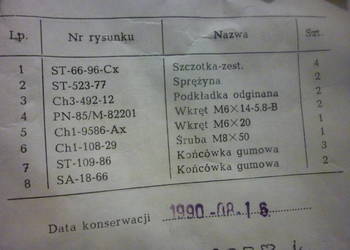 Lp. Nr rysunku Nazwa Szt.
1 ST-66-96-Cx Szczotka-zest. 4
2 ST-523-77 Sprężyna 2
3 Ch3-492-12 Podkładka odginana 2
4 PN-85/M-82201 Wkręt M6×14-5.8-B 2
5 Ch1-9586-Ax Wkręt M6×20 1
6 Ch1-108-29 Śruba M8×50 1
7 ST-109-86 Końcówka gumowa 3
8 SA-18-66 Końcówka gumowa 2
Data konserwacji 1990 -08- 16